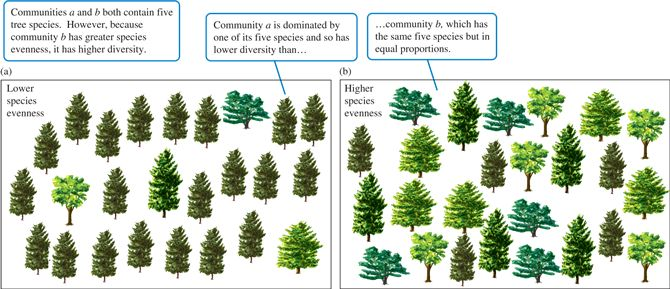 Communities a and b both contain five
tree species. However, because
community b has greater species
evenness, it has higher diversity.
Community a is dominated by
one of its five species and so has
lower diversity than…
…community b, which has
the same five species but in
equal proportions.
(a)
Lower
species
evenness
(b)
Higher
species
evenness